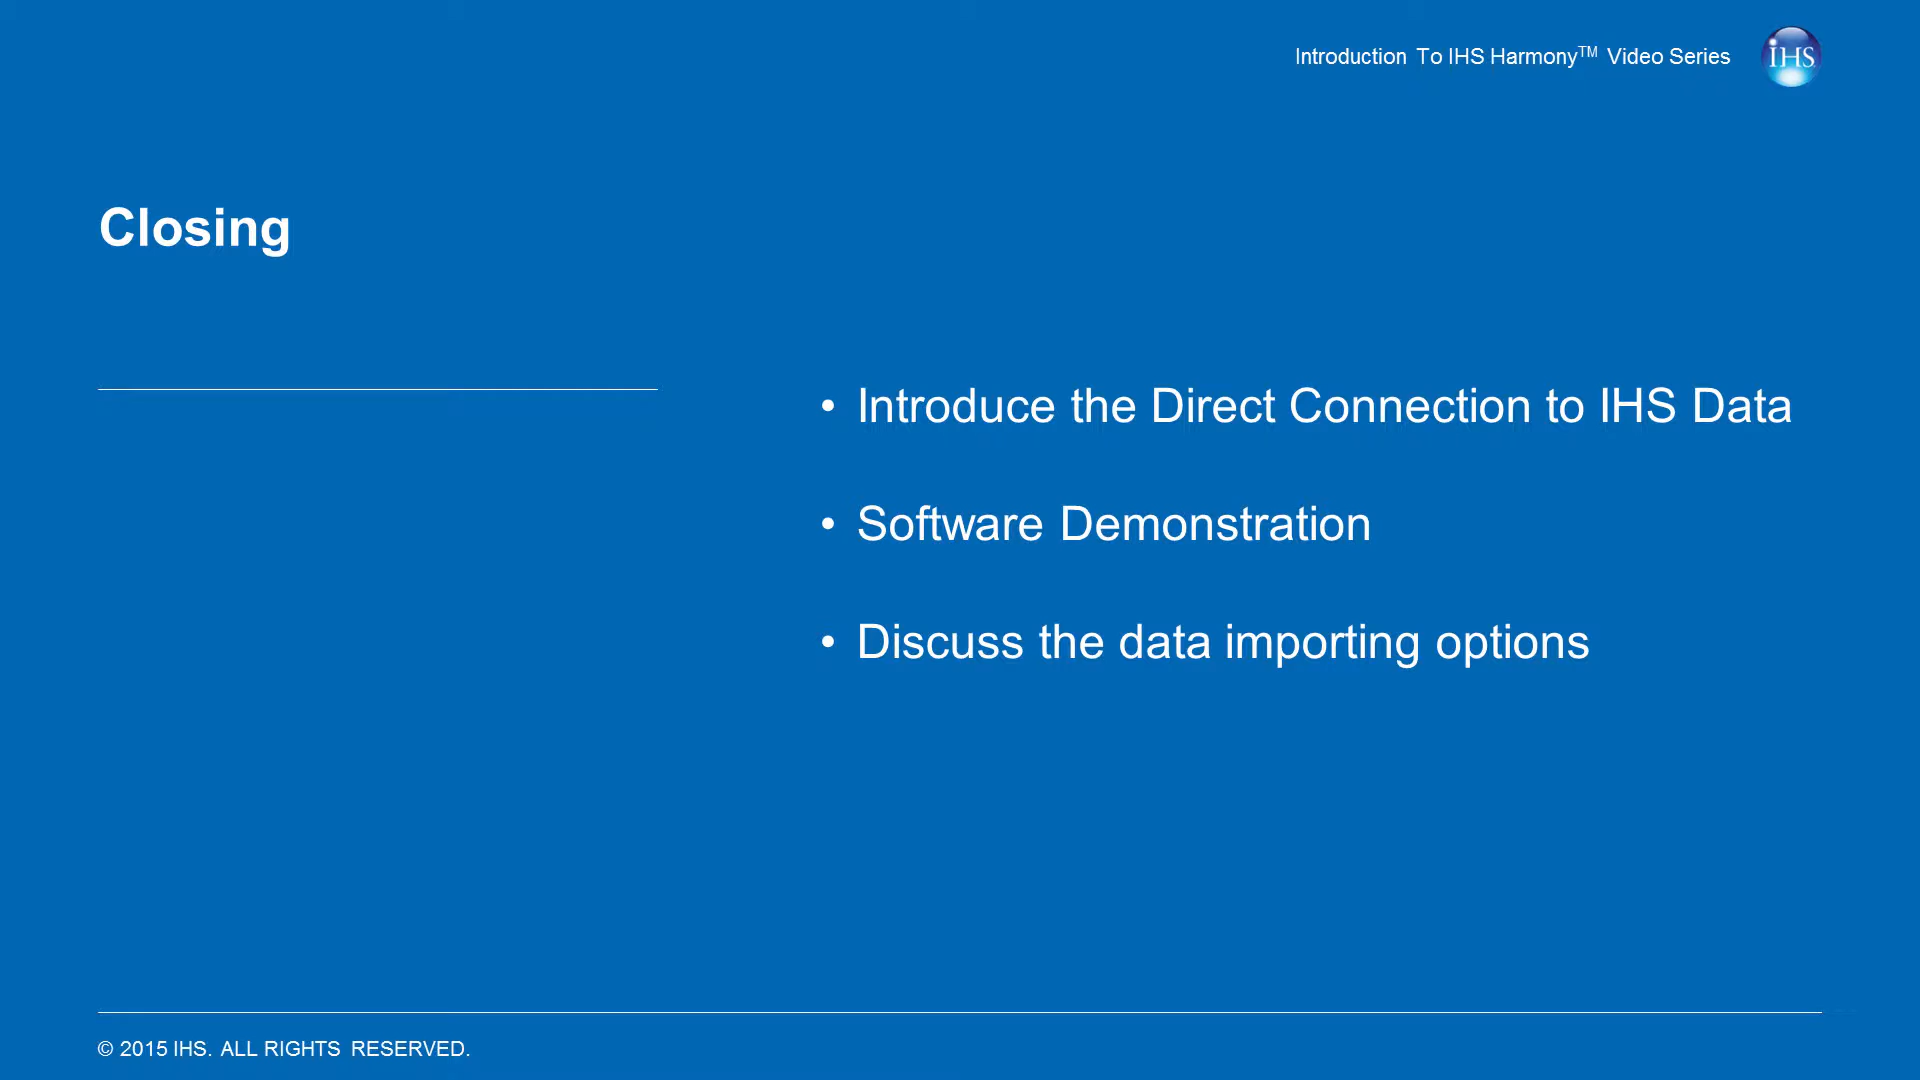 Introduction To IHS Harmony™ Video Series
IHS
Closing
• Introduce the Direct Connection to IHS Data
• Software Demonstration
• Discuss the data importing options
© 2015 IHS. ALL RIGHTS RESERVED.